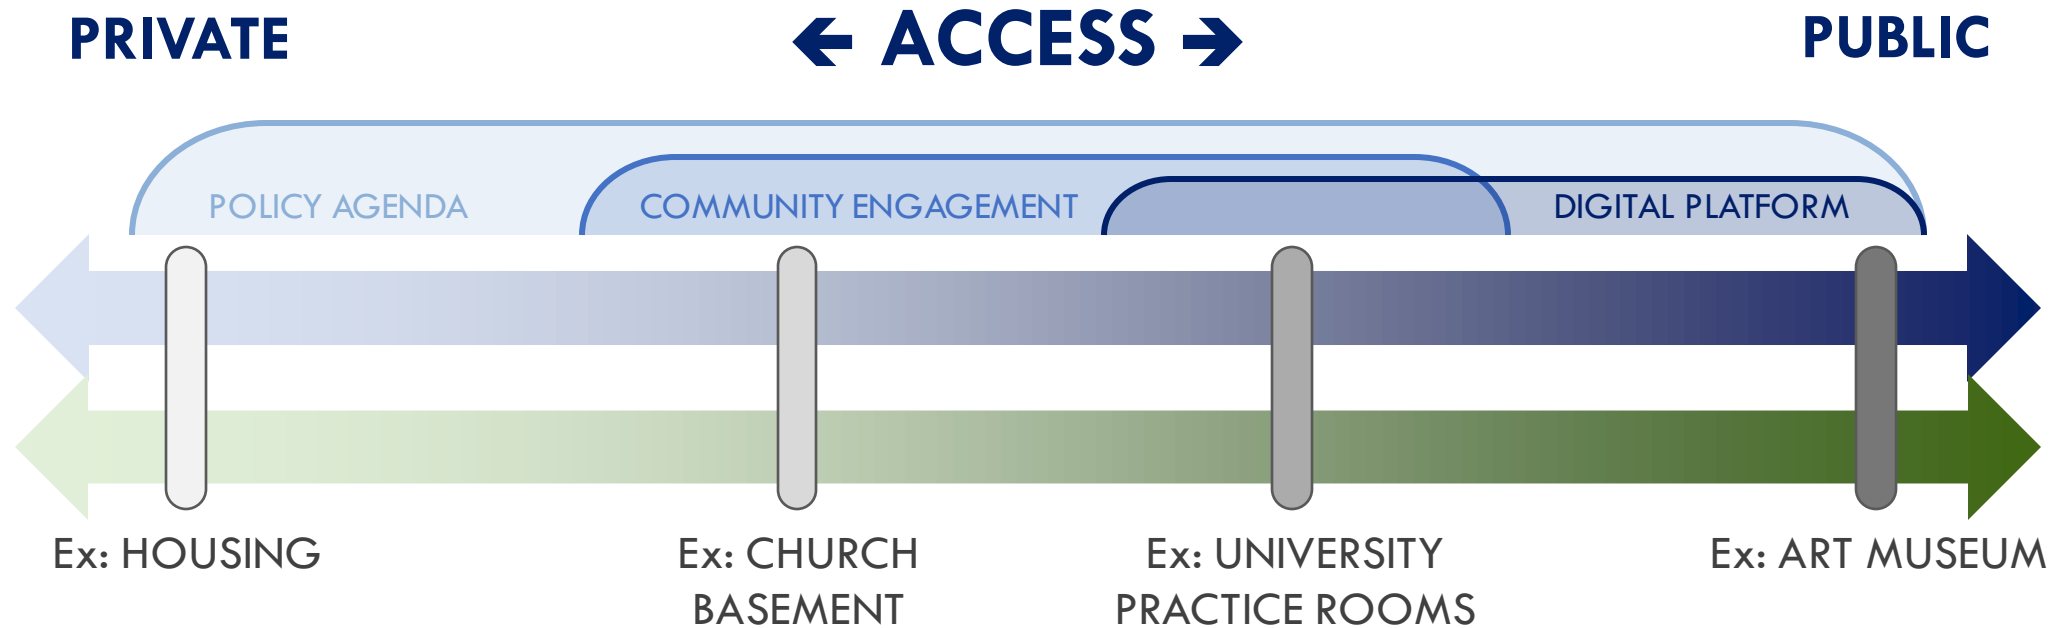 PRIVATE
← ACCESS →
PUBLIC
POLICY AGENDA
COMMUNITY ENGAGEMENT
DIGITAL PLATFORM
Ex: HOUSING
Ex: CHURCH
BASEMENT
Ex: UNIVERSITY
PRACTICE ROOMS
Ex: ART MUSEUM